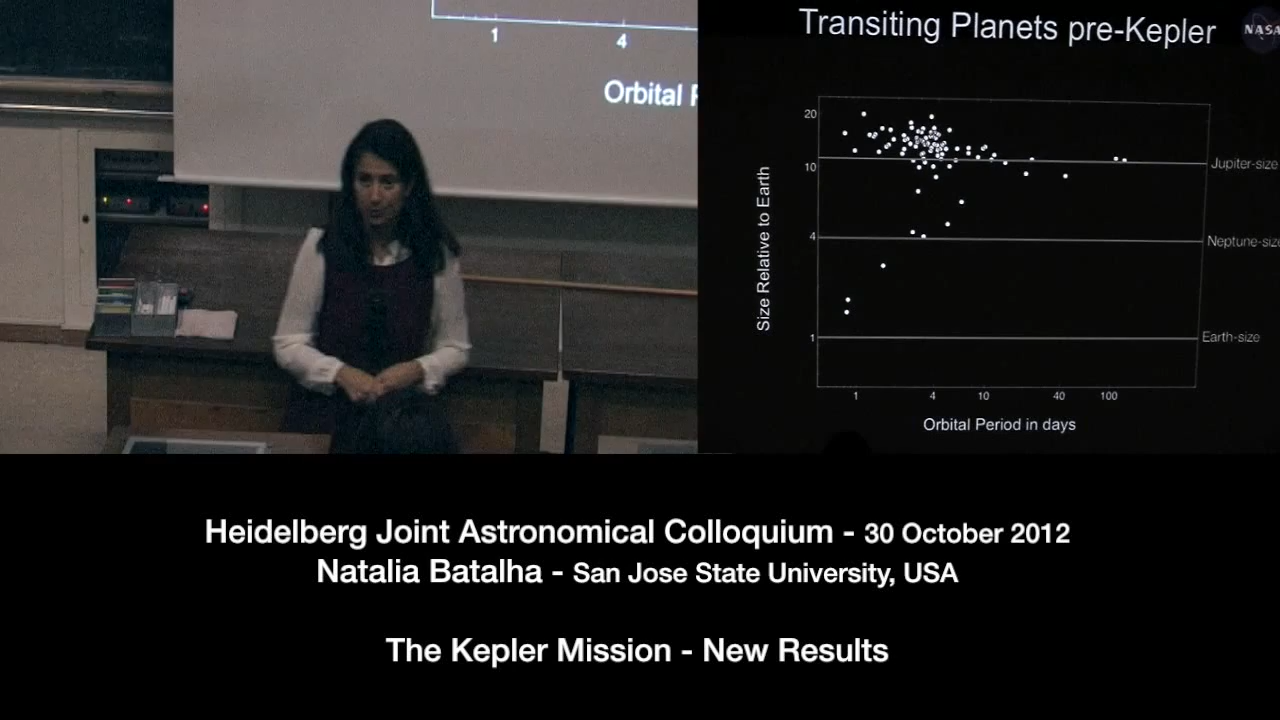 1
4
Orbital P
Transiting Planets pre-Kepler
NASA
20
10
4
1
Size Relative to Earth
Jupiter-size
Neptune-size
Earth-size
1 4 10 40 100
Orbital Period in days
Heidelberg Joint Astronomical Colloquium - 30 October 2012
Natalia Batalha - San Jose State University, USA
The Kepler Mission - New Results